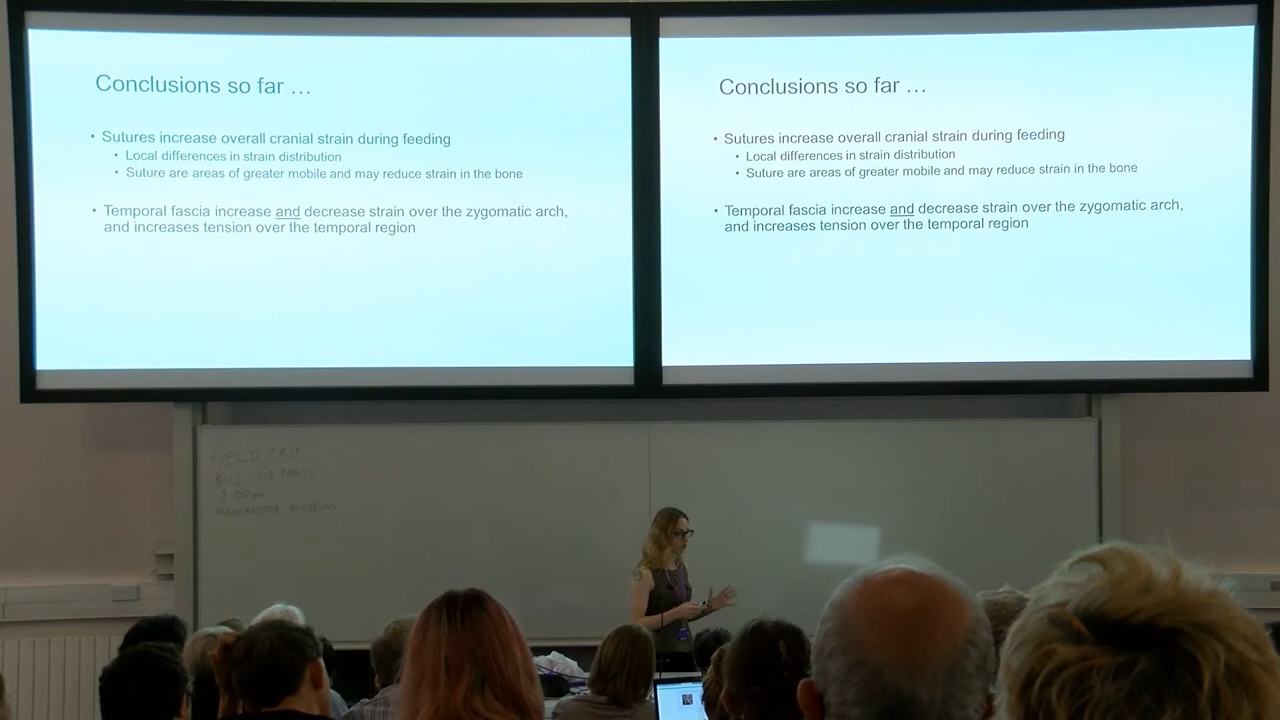 Conclusions so far …
• Sutures increase overall cranial strain during feeding
• Local differences in strain distribution
• Suture are areas of greater mobile and may reduce strain in the bone
• Temporal fascia increase and decrease strain over the zygomatic arch,
and increases tension over the temporal region
Conclusions so far …
• Sutures increase overall cranial strain during feeding
• Local differences in strain distribution
• Suture are areas of greater mobile and may reduce strain in the bone
• Temporal fascia increase and decrease strain over the zygomatic arch,
and increases tension over the temporal region
FIELD TRIP
BUS DEPARTS
MANCHESTER MUSEUM